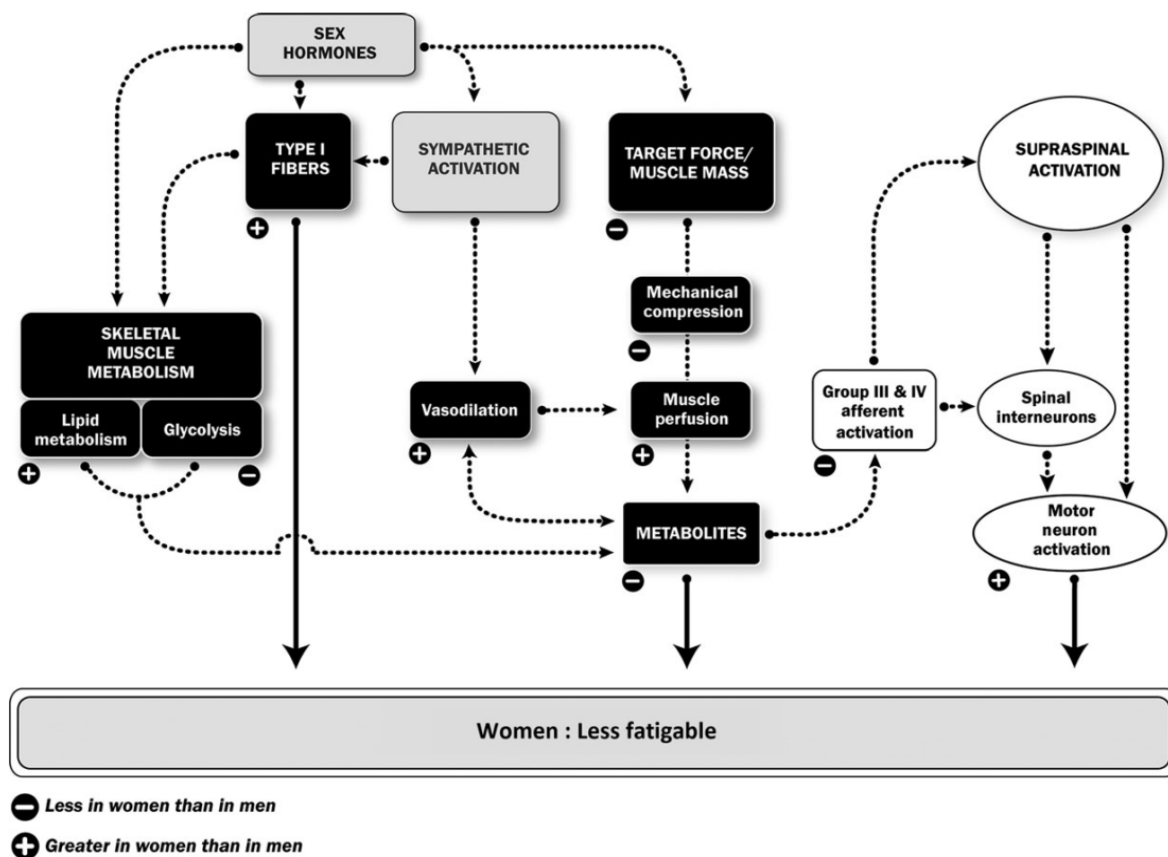 SEX
HORMONES
TYPE I
FIBERS
SYMPATHETIC
ACTIVATION
TARGET FORCE/
MUSCLE MASS
SUPRASPINAL
ACTIVATION
+
−
Mechanical
compression
−
SKELETAL
MUSCLE
METABOLISM
Lipid
metabolism
Glycolysis
+
−
Vasodilation
+
Muscle
perfusion
+
Group III & IV
afferent
activation
−
Spinal
interneurons
METABOLITES
−
Motor
neuron
activation
+
Women : Less fatigable
− Less in women than in men
+ Greater in women than in men